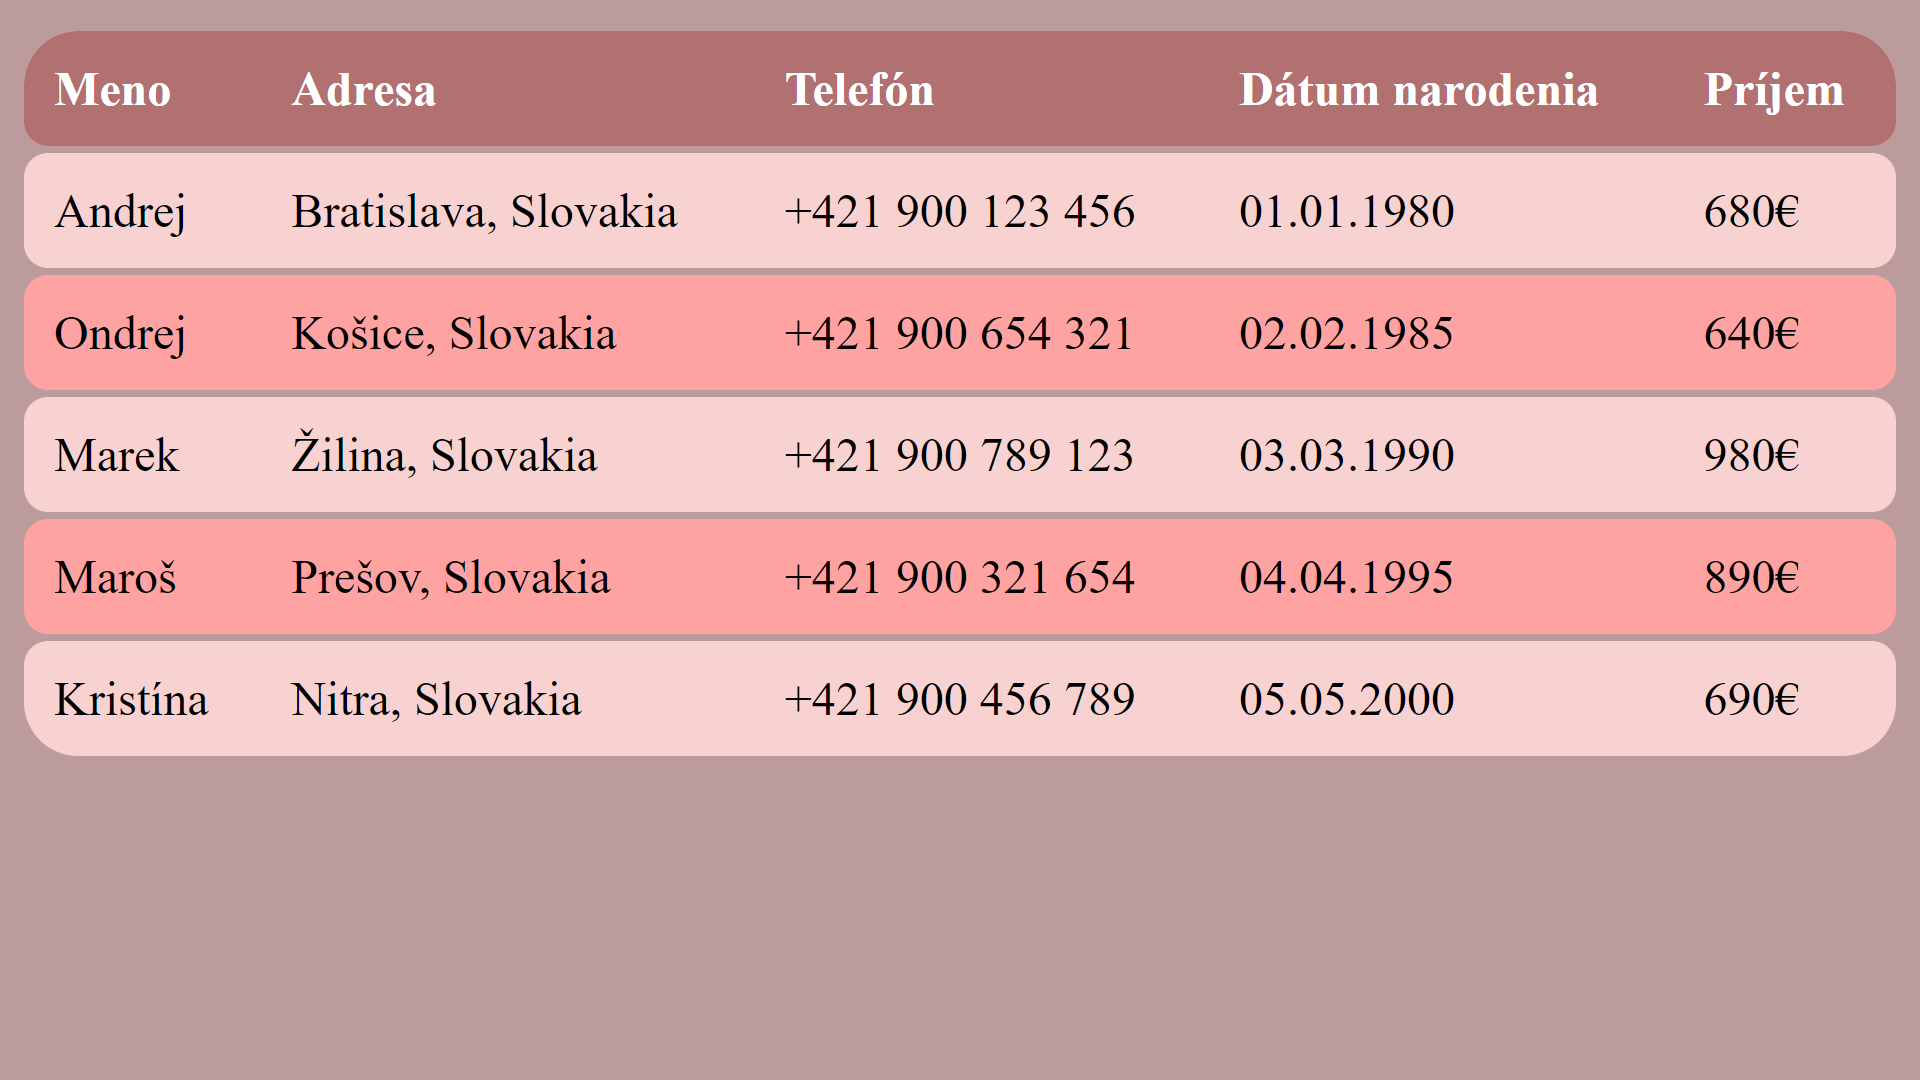 Meno Adresa Telefón Dátum narodenia Príjem
Andrej Bratislava, Slovakia +421 900 123 456 01.01.1980 680€
Ondrej Košice, Slovakia +421 900 654 321 02.02.1985 640€
Marek Žilina, Slovakia +421 900 789 123 03.03.1990 980€
Maroš Prešov, Slovakia +421 900 321 654 04.04.1995 890€
Kristína Nitra, Slovakia +421 900 456 789 05.05.2000 690€